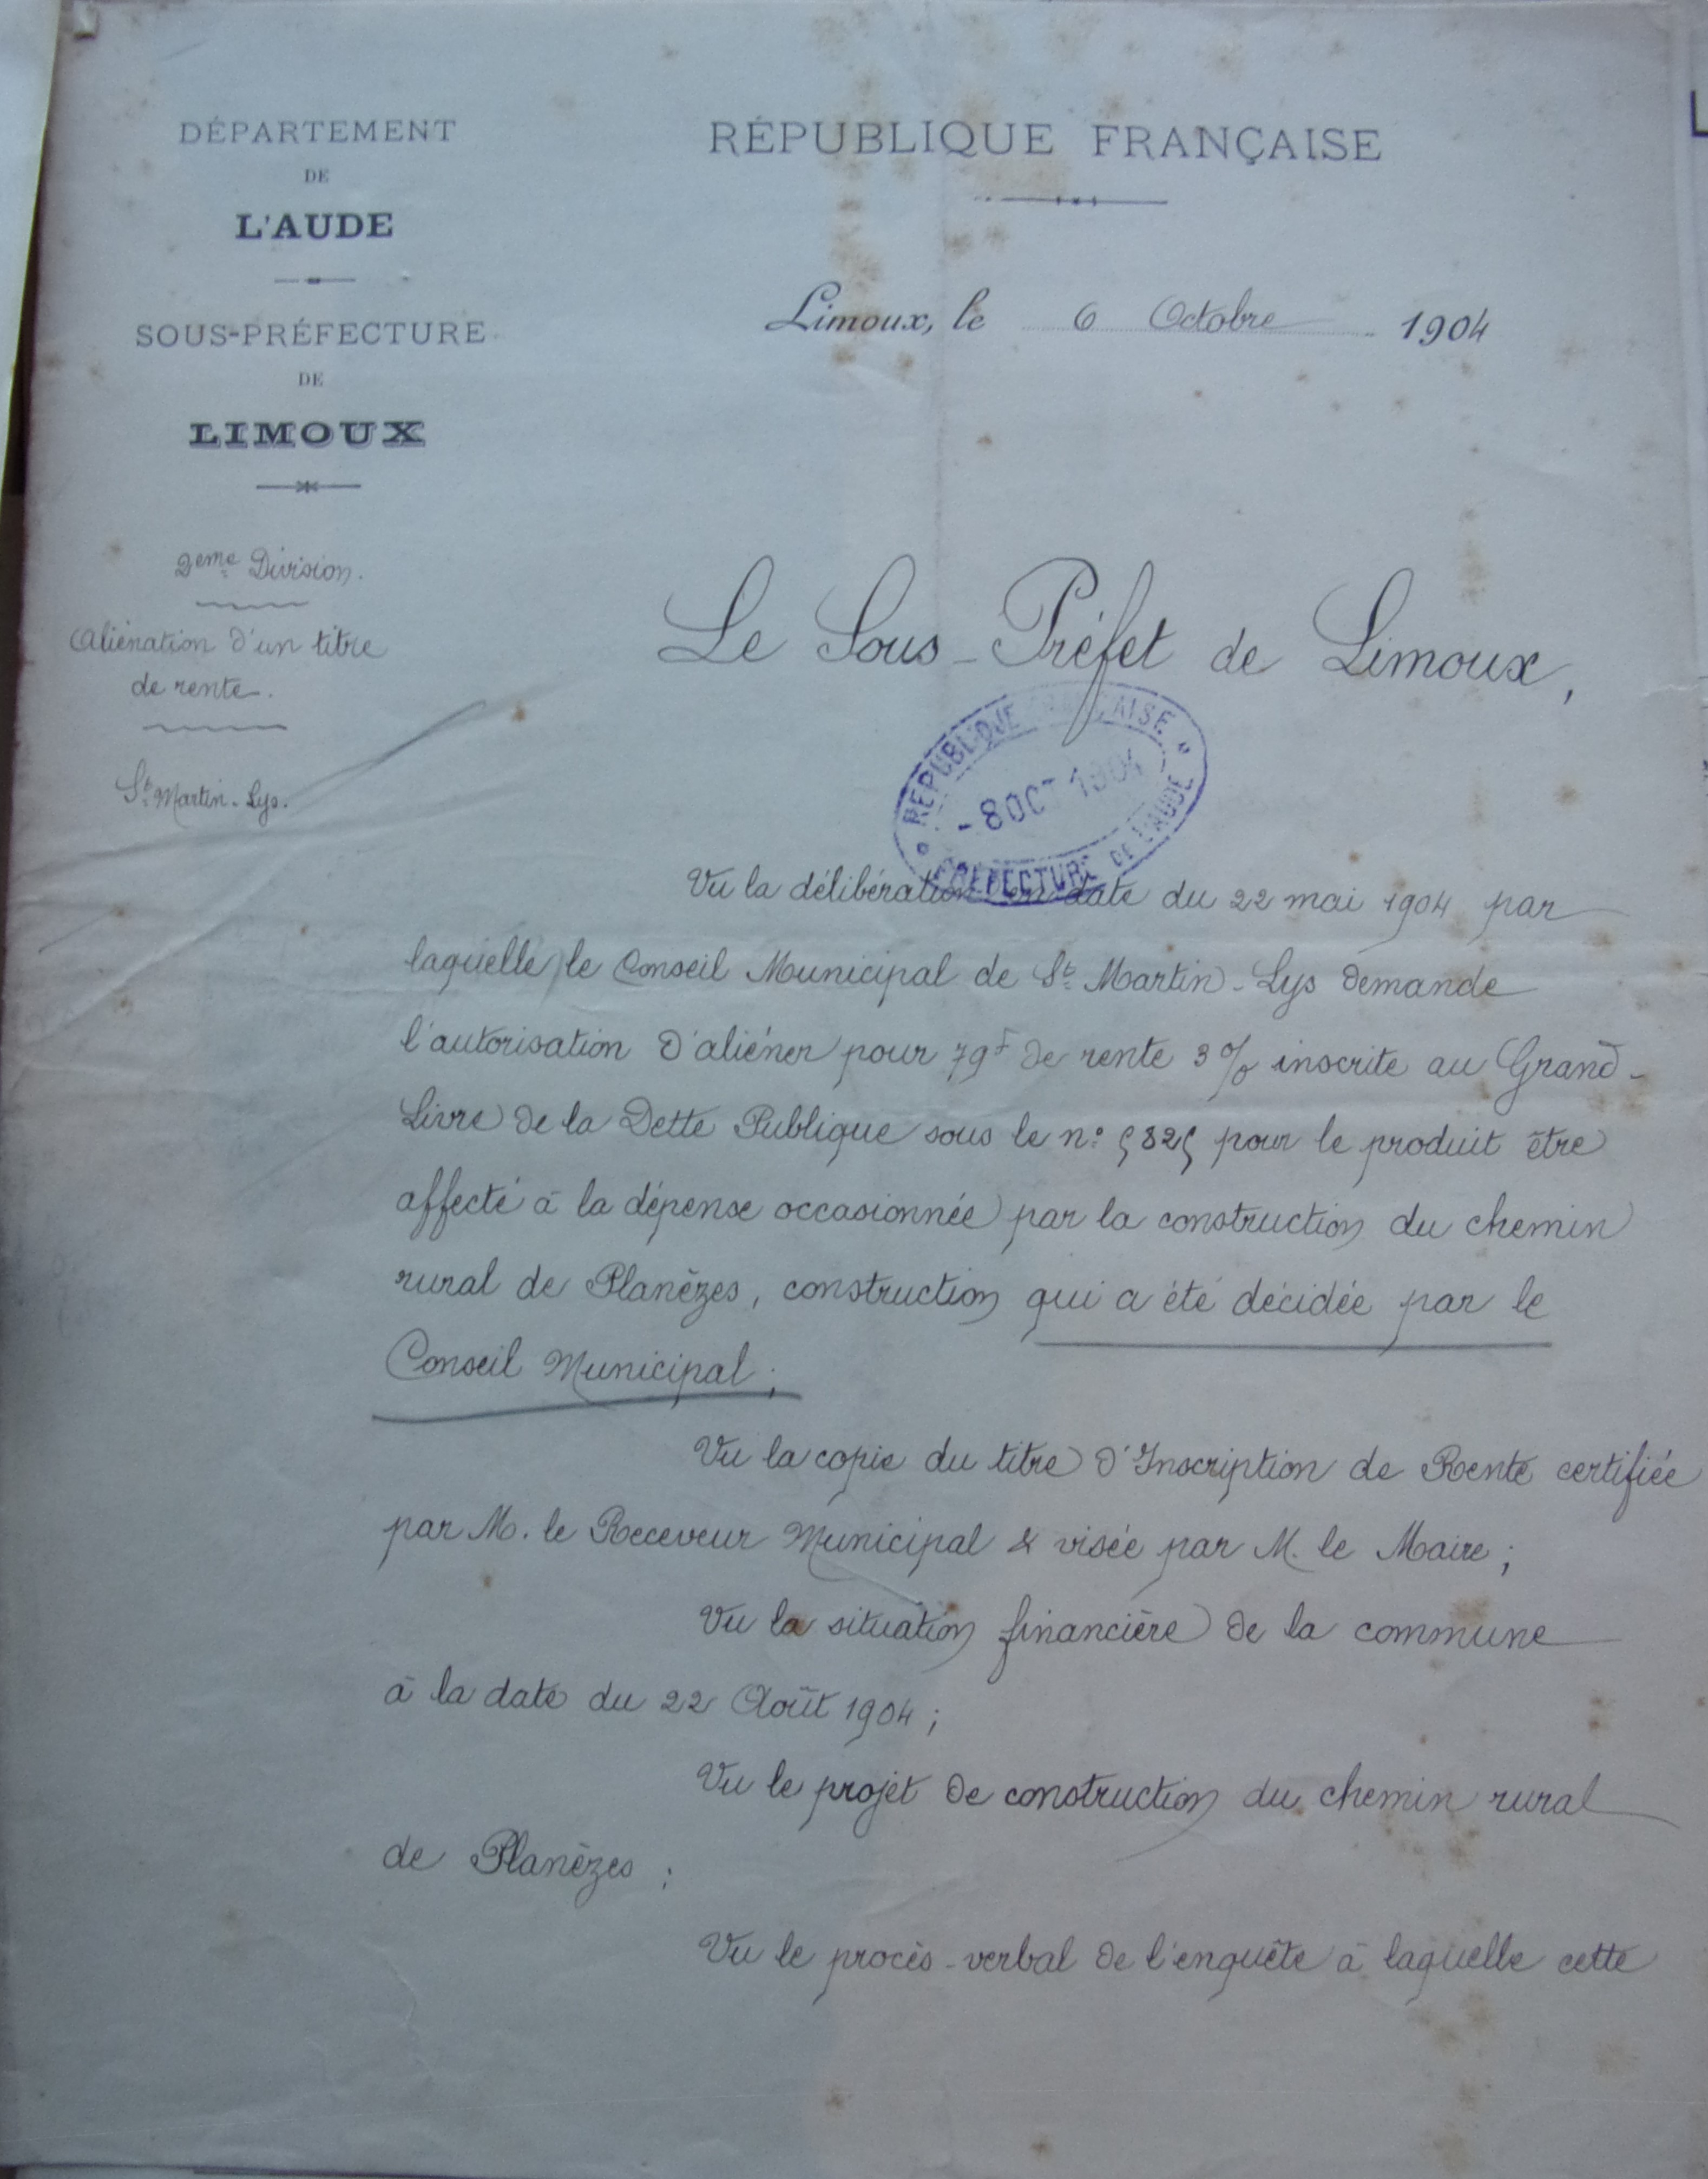 DÉPARTEMENT
DE
L'AUDE
SOUS-PRÉFECTURE
DE
LIMOUX
2eme Division.
Aliénation d'un titre
de rente.
St Martin-Lys.
RÉPUBLIQUE FRANÇAISE
Limoux, le 6 Octobre 1904
Le Sous-Préfet de Limoux,
RÉPUBLIQUE FRANÇAISE
- 8 OCT 1904
PRÉFECTURE DE L'AUDE
Vu la délibération en date du 22 mai 1904 par
laquelle le Conseil Municipal de St Martin-Lys demande
l'autorisation d'aliéner pour 79f de rente 3 % inscrite au Grand-
Livre de la Dette Publique sous le n° 5825 pour le produit être
affecté à la dépense occasionnée par la construction du chemin
rural de Planèzes, construction qui a été décidée par le
Conseil Municipal;
Vu la copie du titre d'Inscription de Rente certifiée
par M. le Receveur Municipal & visée par M. le Maire;
Vu la situation financière de la commune
à la date du 22 Août 1904;
Vu le projet de construction du chemin rural
de Planèzes;
Vu le procès-verbal de l'enquête à laquelle cette